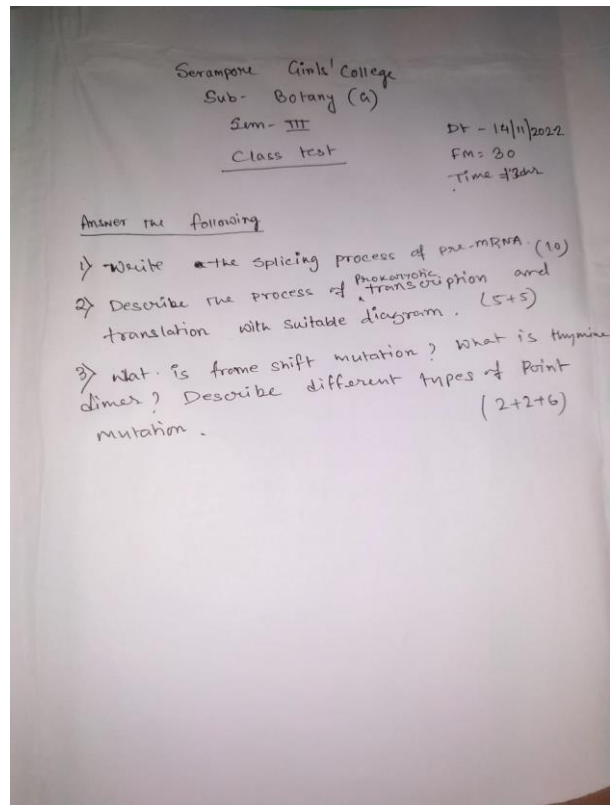 Serampore Girls' College
Sub- Botany (G)
Sem- III
Class test
Dt - 14/11/2022
FM = 30
Time
Answer the following
1) Write the splicing process of pre-mRNA. (10)
2) Describe the process of Prokaryotic transcription and
translation with suitable diagram. (5+5)
3) Wat is frame shift mutation? What is thymine
dimer? Describe different types of Point
mutation. (2+2+6)